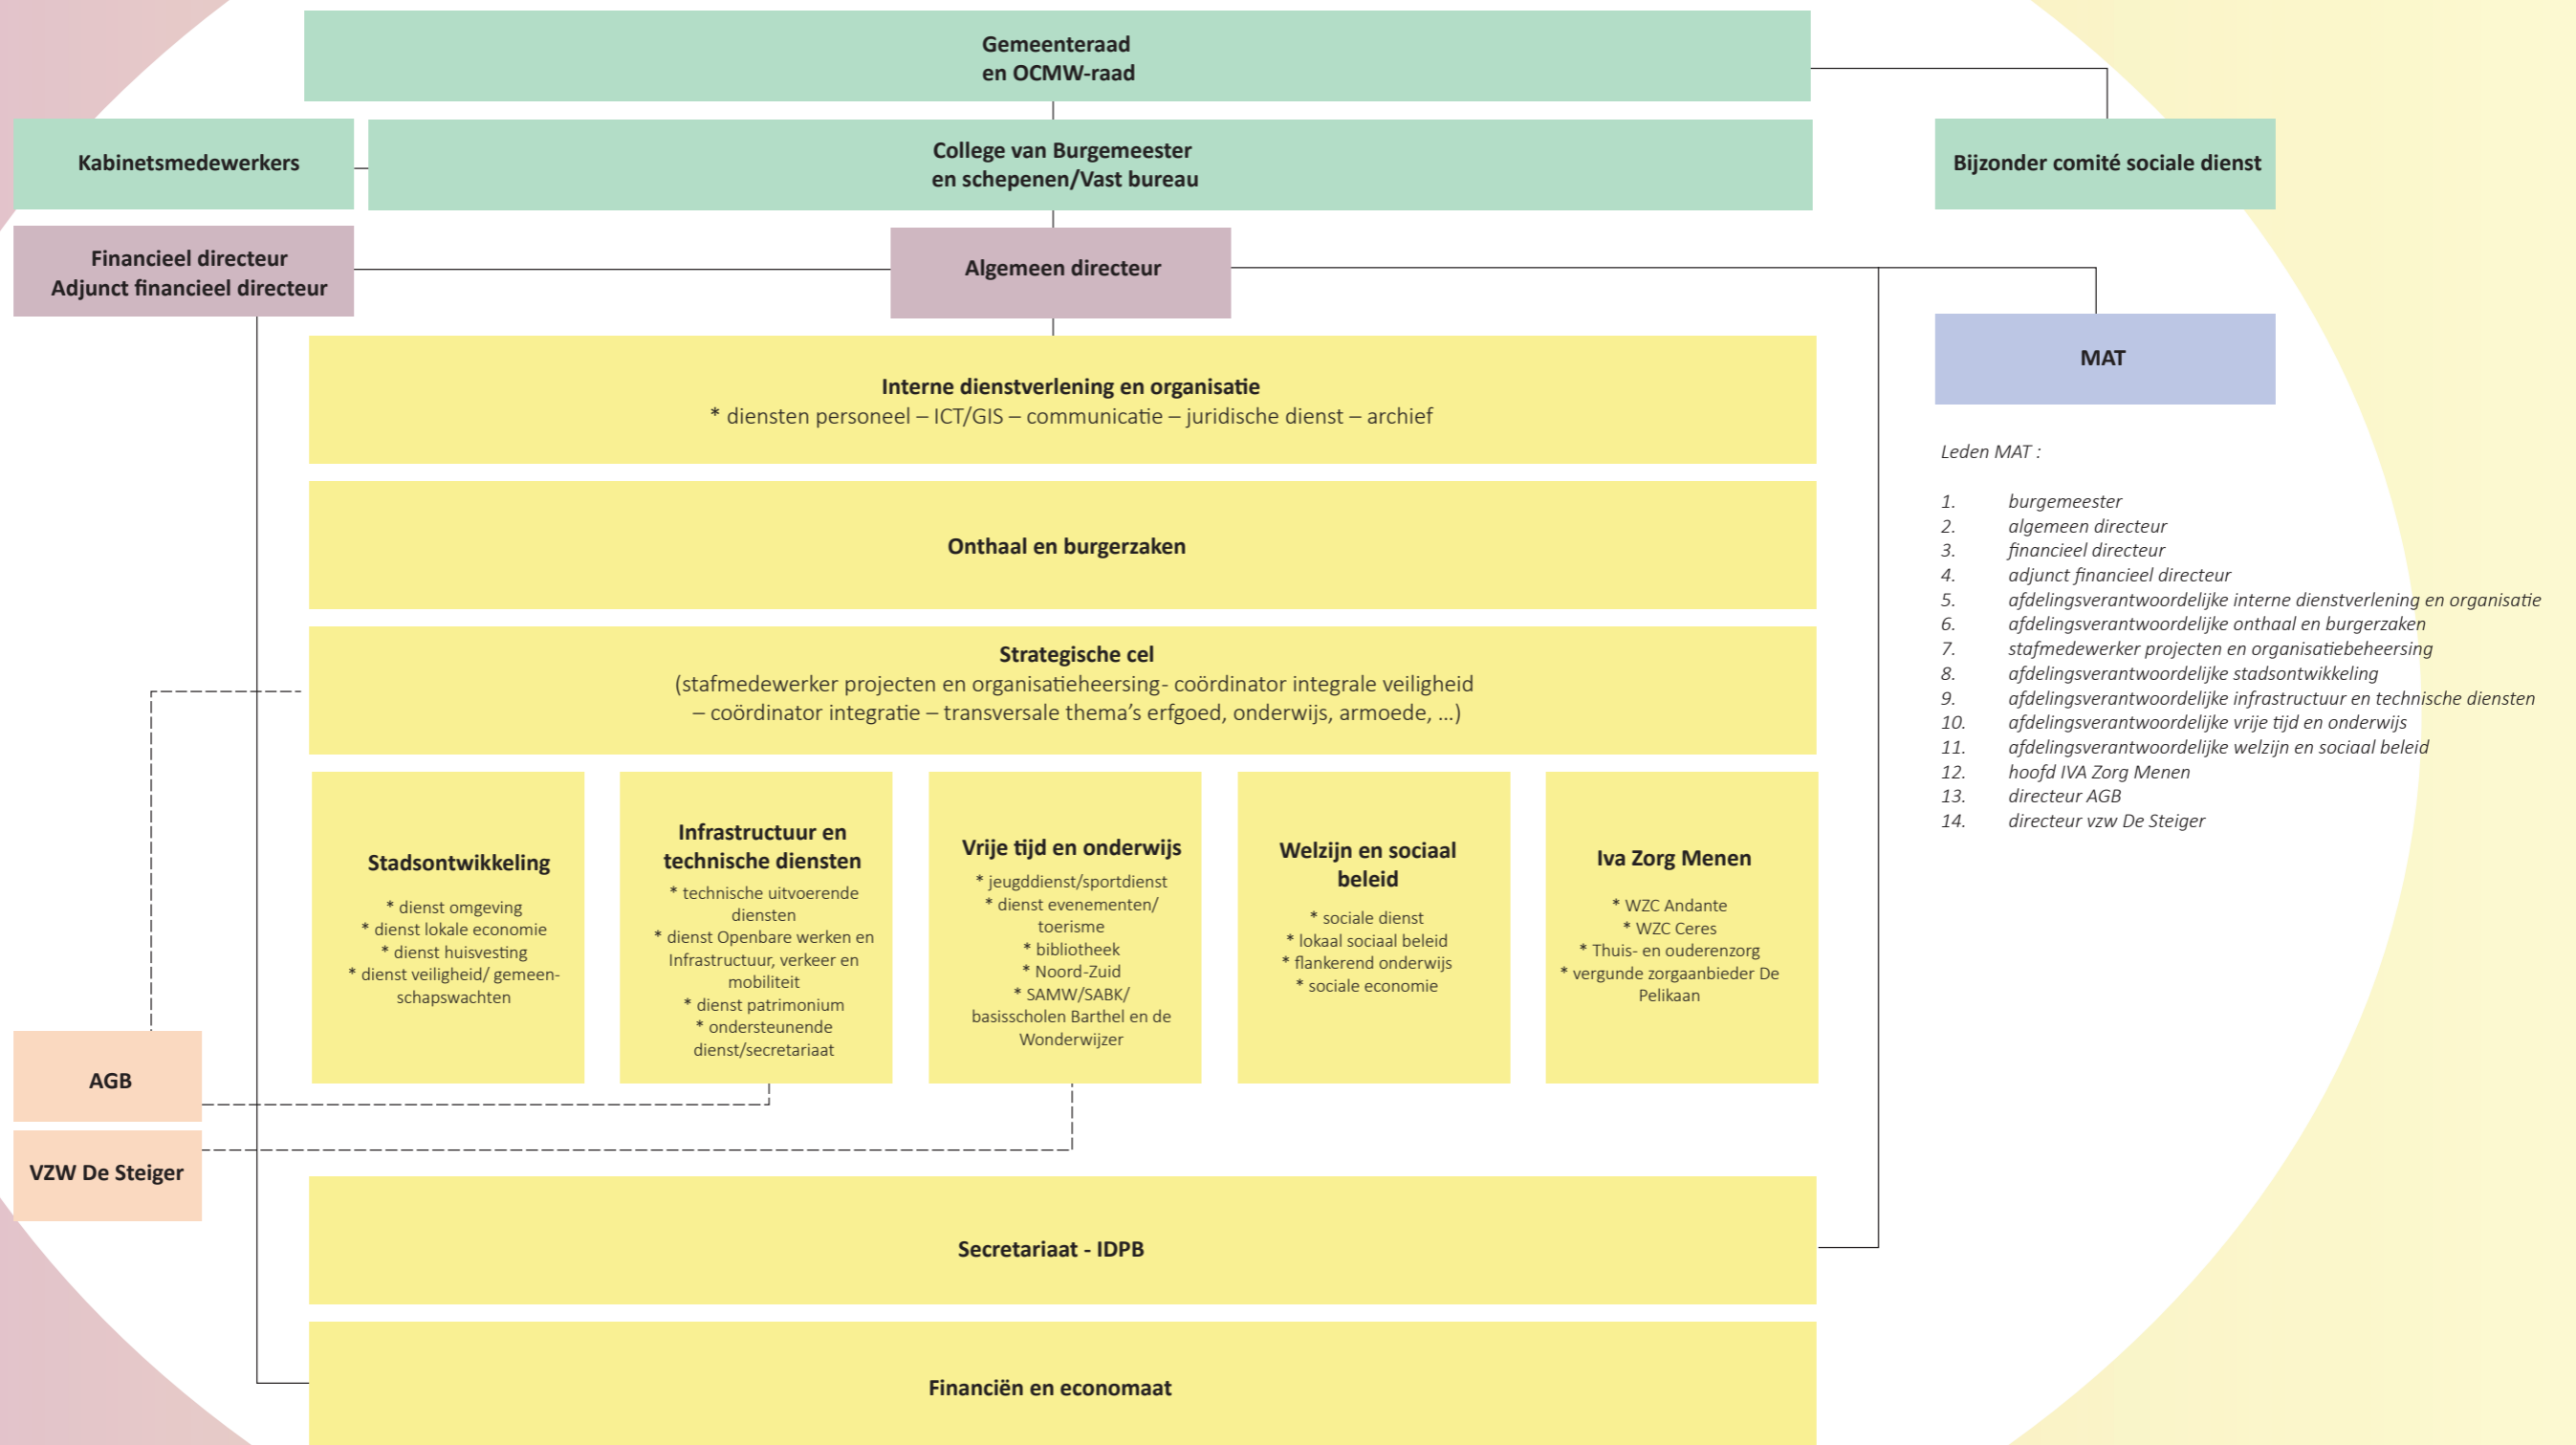 Gemeenteraad
en OCMW-raad
Kabinetsmedewerkers
College van Burgemeester
en schepenen/Vast bureau
Bijzonder comité sociale dienst
Financieel directeur
Adjunct financieel directeur
Algemeen directeur
MAT
Interne dienstverlening en organisatie
* diensten personeel – ICT/GIS – communicatie – juridische dienst – archief
Onthaal en burgerzaken
Strategische cel
(stafmedewerker projecten en organisatieheersing- coördinator integrale veiligheid
– coördinator integratie – transversale thema’s erfgoed, onderwijs, armoede, ...)
Leden MAT :
1. burgemeester
2. algemeen directeur
3. financieel directeur
4. adjunct financieel directeur
5. afdelingsverantwoordelijke interne dienstverlening en organisatie
6. afdelingsverantwoordelijke onthaal en burgerzaken
7. stafmedewerker projecten en organisatiebeheersing
8. afdelingsverantwoordelijke stadsontwikkeling
9. afdelingsverantwoordelijke infrastructuur en technische diensten
10. afdelingsverantwoordelijke vrije tijd en onderwijs
11. afdelingsverantwoordelijke welzijn en sociaal beleid
12. hoofd IVA Zorg Menen
13. directeur AGB
14. directeur vzw De Steiger
Stadsontwikkeling
* dienst omgeving
* dienst lokale economie
* dienst huisvesting
* dienst veiligheid/ gemeen-
schapswachten
Infrastructuur en
technische diensten
* technische uitvoerende
diensten
* dienst Openbare werken en
Infrastructuur, verkeer en
mobiliteit
* dienst patrimonium
* ondersteunende
dienst/secretariaat
Vrije tijd en onderwijs
* jeugddienst/sportdienst
* dienst evenementen/
toerisme
* bibliotheek
* Noord-Zuid
* SAMW/SABK/
basisscholen Barthel en de
Wonderwijzer
Welzijn en sociaal
beleid
* sociale dienst
* lokaal sociaal beleid
* flankerend onderwijs
* sociale economie
Iva Zorg Menen
* WZC Andante
* WZC Ceres
* Thuis- en ouderenzorg
* vergunde zorgaanbieder De
Pelikaan
AGB
VZW De Steiger
Secretariaat - IDPB
Financiën en economaat